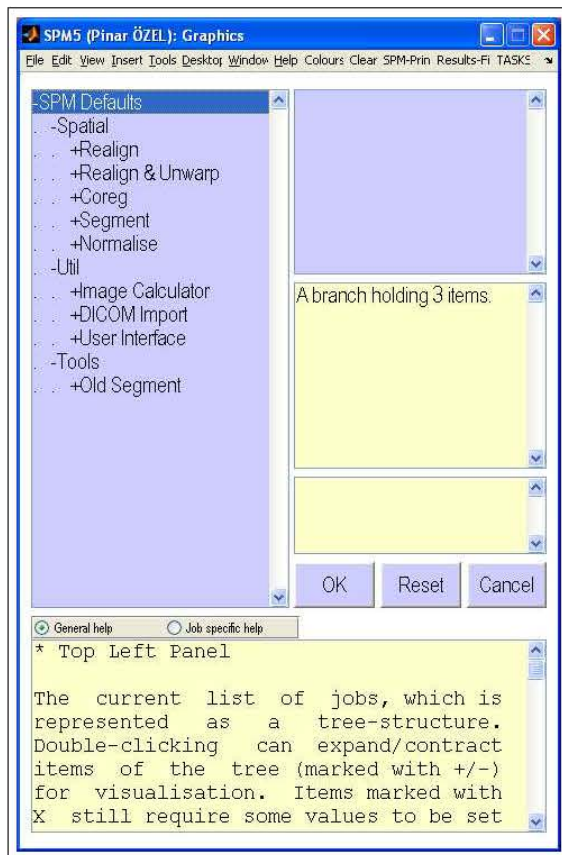 SPM5 (Pinar ÖZEL): Graphics
File Edit View Insert Tools Desktop Window Help Colours Clear SPM-Prin Results-Fi TASKS
-SPM Defaults
. -Spatial
. . +Realign
. . +Realign & Unwarp
. . +Coreg
. . +Segment
. . +Normalise
. -Util
. . +Image Calculator
. . +DICOM Import
. . +User Interface
. -Tools
. . +Old Segment
A branch holding 3 items.
OK Reset Cancel
General help Job specific help
* Top Left Panel
The current list of jobs, which is
represented as a tree-structure.
Double-clicking can expand/contract
items of the tree (marked with +/-)
for visualisation. Items marked with
X still require some values to be set